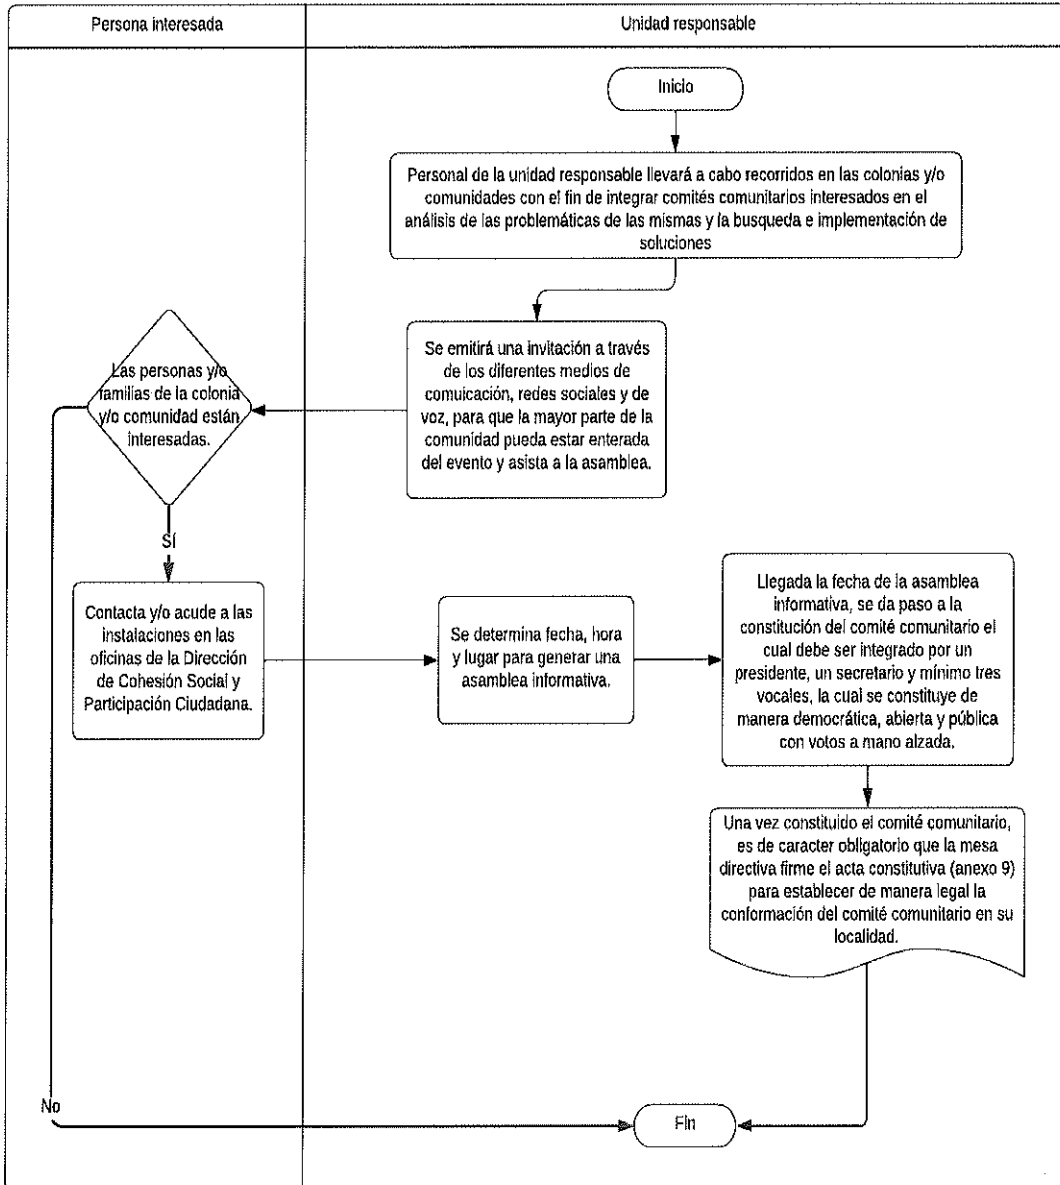 Persona interesada
Unidad responsable
Inicio
Personal de la unidad responsable llevará a cabo recorridos en las colonias y/o
comunidades con el fin de integrar comités comunitarios interesados en el
análisis de las problemáticas de las mismas y la busqueda e implementación de
soluciones
Se emitirá una invitación a través
de los diferentes medios de
comuicación, redes sociales y de
voz, para que la mayor parte de la
comunidad pueda estar enterada
del evento y asista a la asamblea.
Las personas y/o
familias de la colonia
y/o comunidad están
interesadas.
Sí
Contacta y/o acude a las
instalaciones en las
oficinas de la Dirección
de Cohesión Social y
Participación Ciudadana.
Se determina fecha, hora
y lugar para generar una
asamblea informativa.
Llegada la fecha de la asamblea
informativa, se da paso a la
constitución del comité comunitario el
cual debe ser integrado por un
presidente, un secretario y mínimo tres
vocales, la cual se constituye de
manera democrática, abierta y pública
con votos a mano alzada.
Una vez constituido el comité comunitario,
es de caracter obligatorio que la mesa
directiva firme el acta constitutiva (anexo 9)
para establecer de manera legal la
conformación del comité comunitario en su
localidad.
No
Fin